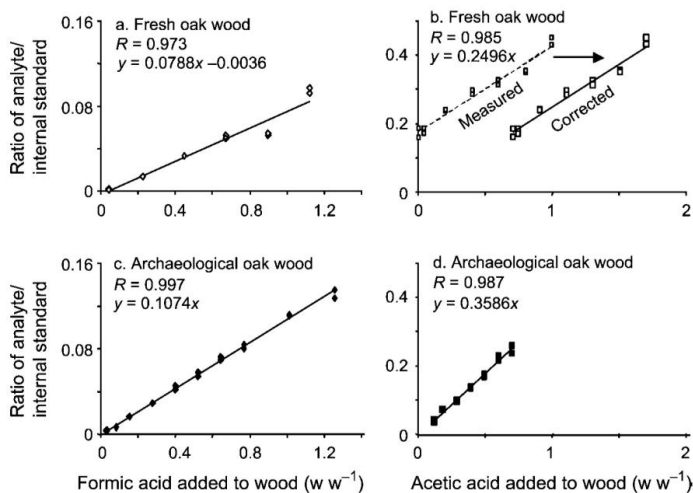 Ratio of analyte/
internal standard
0.16
0.08
0
a. Fresh oak wood
R = 0.973
y = 0.0788x –0.0036
0 0.4 0.8 1.2
0.4
0.2
0
b. Fresh oak wood
R = 0.985
y = 0.2496x
Measured
Corrected
0 1 2
Ratio of analyte/
internal standard
0.16
0.08
0
c. Archaeological oak wood
R = 0.997
y = 0.1074x
0 0.4 0.8 1.2
Formic acid added to wood (w w⁻¹)
0.4
0.2
0
d. Archaeological oak wood
R = 0.987
y = 0.3586x
0 1 2
Acetic acid added to wood (w w⁻¹)